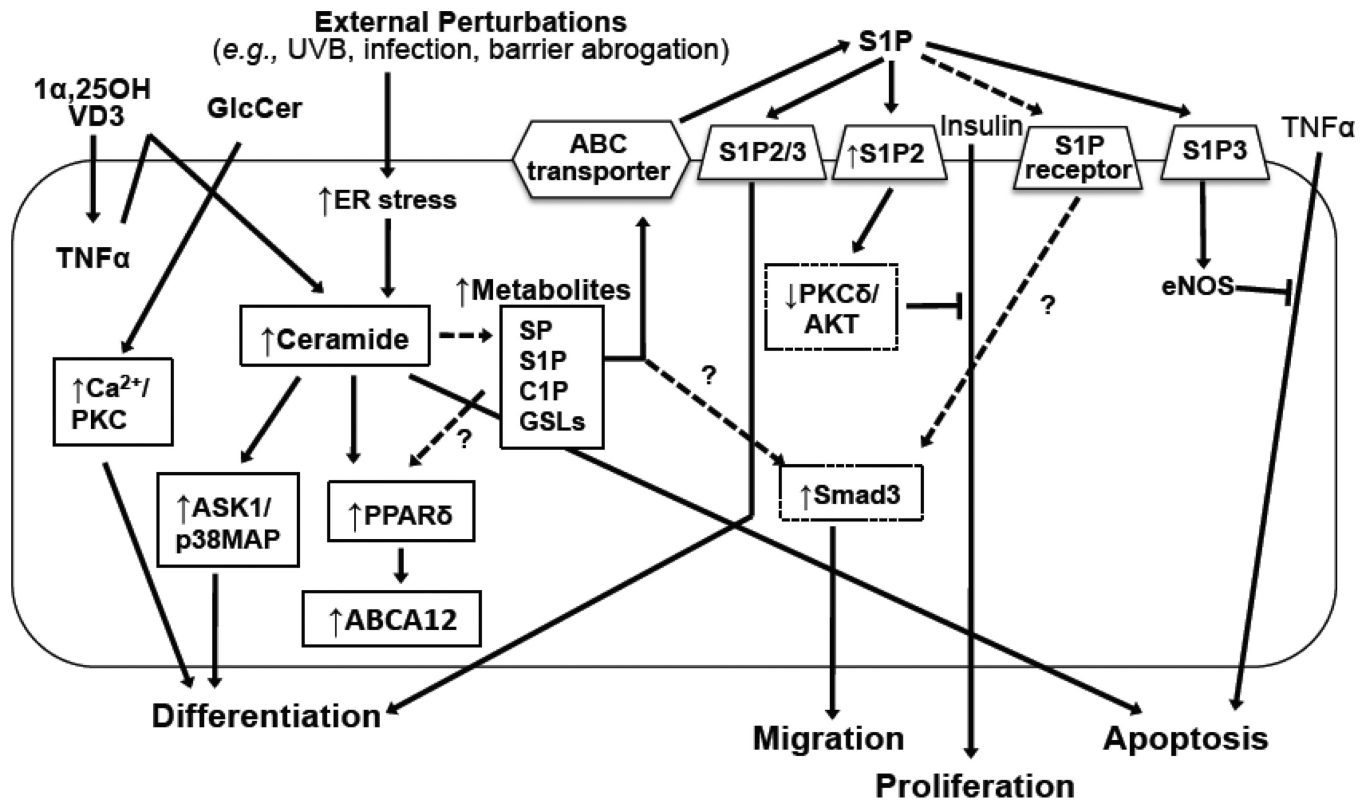 External Perturbations
(e.g., UVB, infection, barrier abrogation)
S1P
1α,25OH
VD3
GlcCer
ABC
transporter
S1P2/3
↑S1P2
Insulin
S1P
receptor
S1P3
TNFα
↑ER stress
TNFα
↑Metabolites
SP
S1P
C1P
GSLs
↓PKCδ/
AKT
eNOS
?
↑Ceramide
?
↑Ca²⁺/
PKC
?
↑ASK1/
p38MAP
↑PPARδ
↑Smad3
↑ABCA12
Differentiation
Migration
Apoptosis
Proliferation